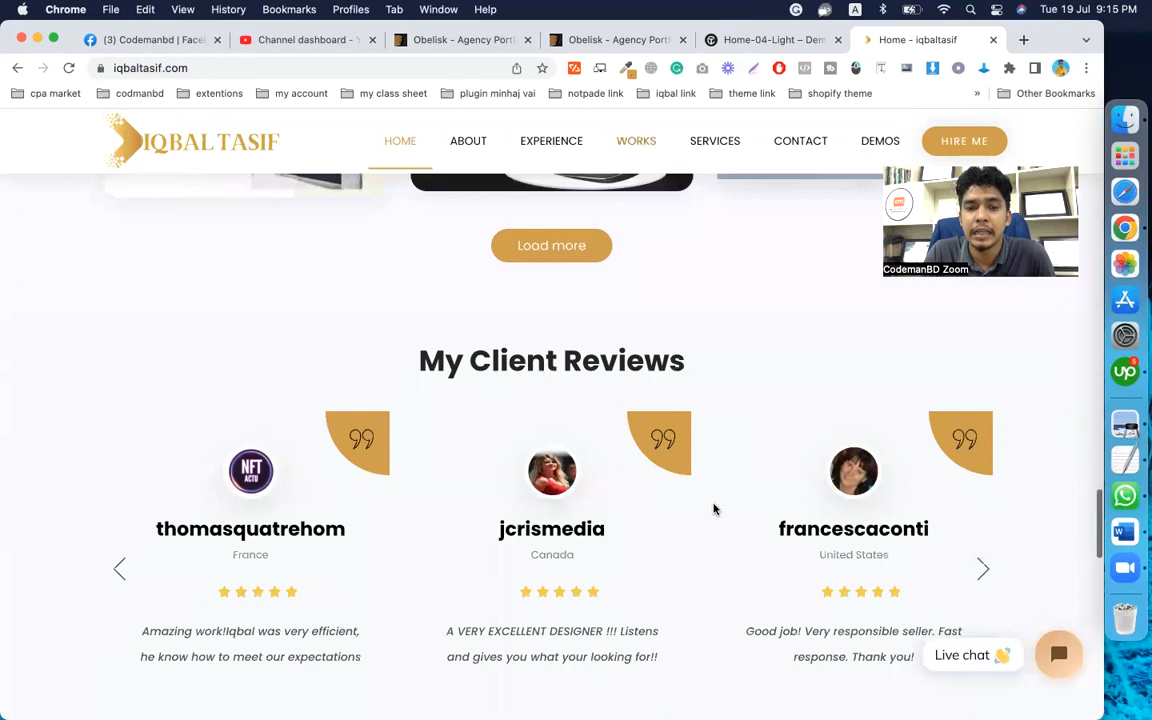 Chrome File Edit View History Bookmarks Profiles Tab Window Help
A
Tue 19 Jul 9:15 PM
(3) Codemanbd | Face
Channel dashboard - Y
Obelisk - Agency Portf
Obelisk - Agency Portf
Home-04-Light – Dem
Home - iqbaltasif
iqbaltasif.com
cpa market
codmanbd
extentions
my account
my class sheet
plugin minhaj vai
notpade link
iqbal link
theme link
shopify theme
»
Other Bookmarks
IQBAL TASIF
HOME
ABOUT
EXPERIENCE
WORKS
SERVICES
CONTACT
DEMOS
HIRE ME
CodemanBD Zoom
Load more
My Client Reviews
NFT
ACTU
thomasquatrehom
jcrismedia
francescaconti
France
Canada
United States
Amazing work!Iqbal was very efficient,
he know how to meet our expectations
A VERY EXCELLENT DESIGNER !!! Listens
and gives you what your looking for!!
Good job! Very responsible seller. Fast
response. Thank you!
Live chat 👋
up
5
W